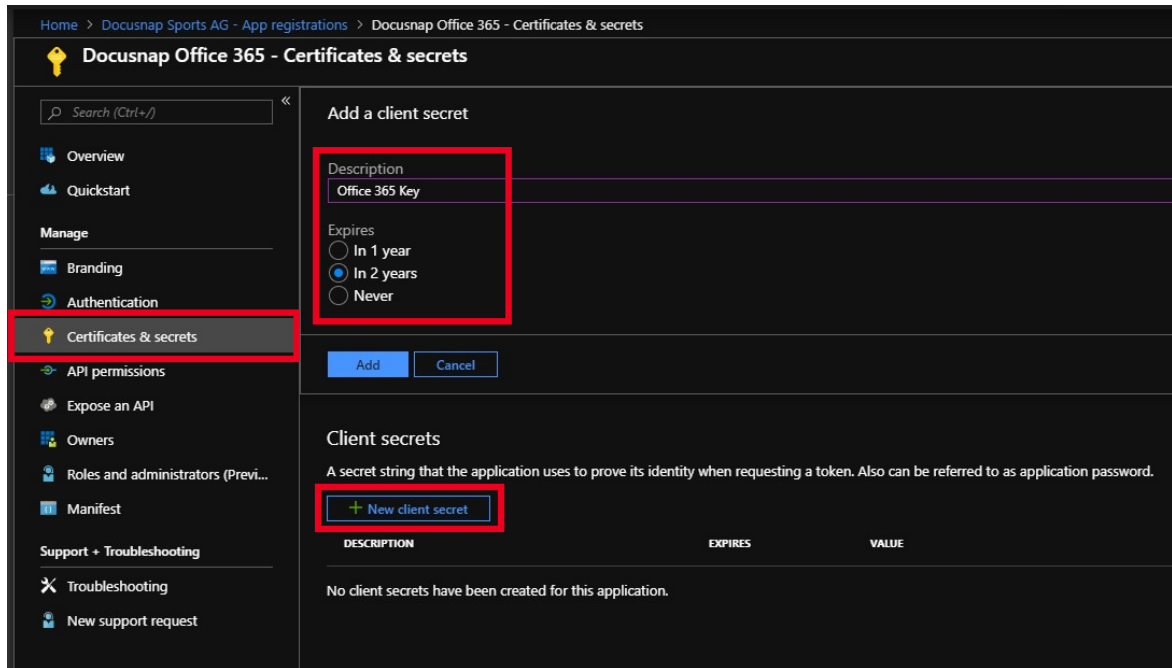 Home > Docusnap Sports AG - App registrations > Docusnap Office 365 - Certificates & secrets
Docusnap Office 365 - Certificates & secrets
Search (Ctrl+/)
«
Overview
Quickstart
Manage
Branding
Authentication
Certificates & secrets
API permissions
Expose an API
Owners
Roles and administrators (Previ...
Manifest
Support + Troubleshooting
Troubleshooting
New support request
Add a client secret
Description
Office 365 Key
Expires
In 1 year
In 2 years
Never
Add Cancel
Client secrets
A secret string that the application uses to prove its identity when requesting a token. Also can be referred to as application password.
+ New client secret
DESCRIPTION EXPIRES VALUE
No client secrets have been created for this application.